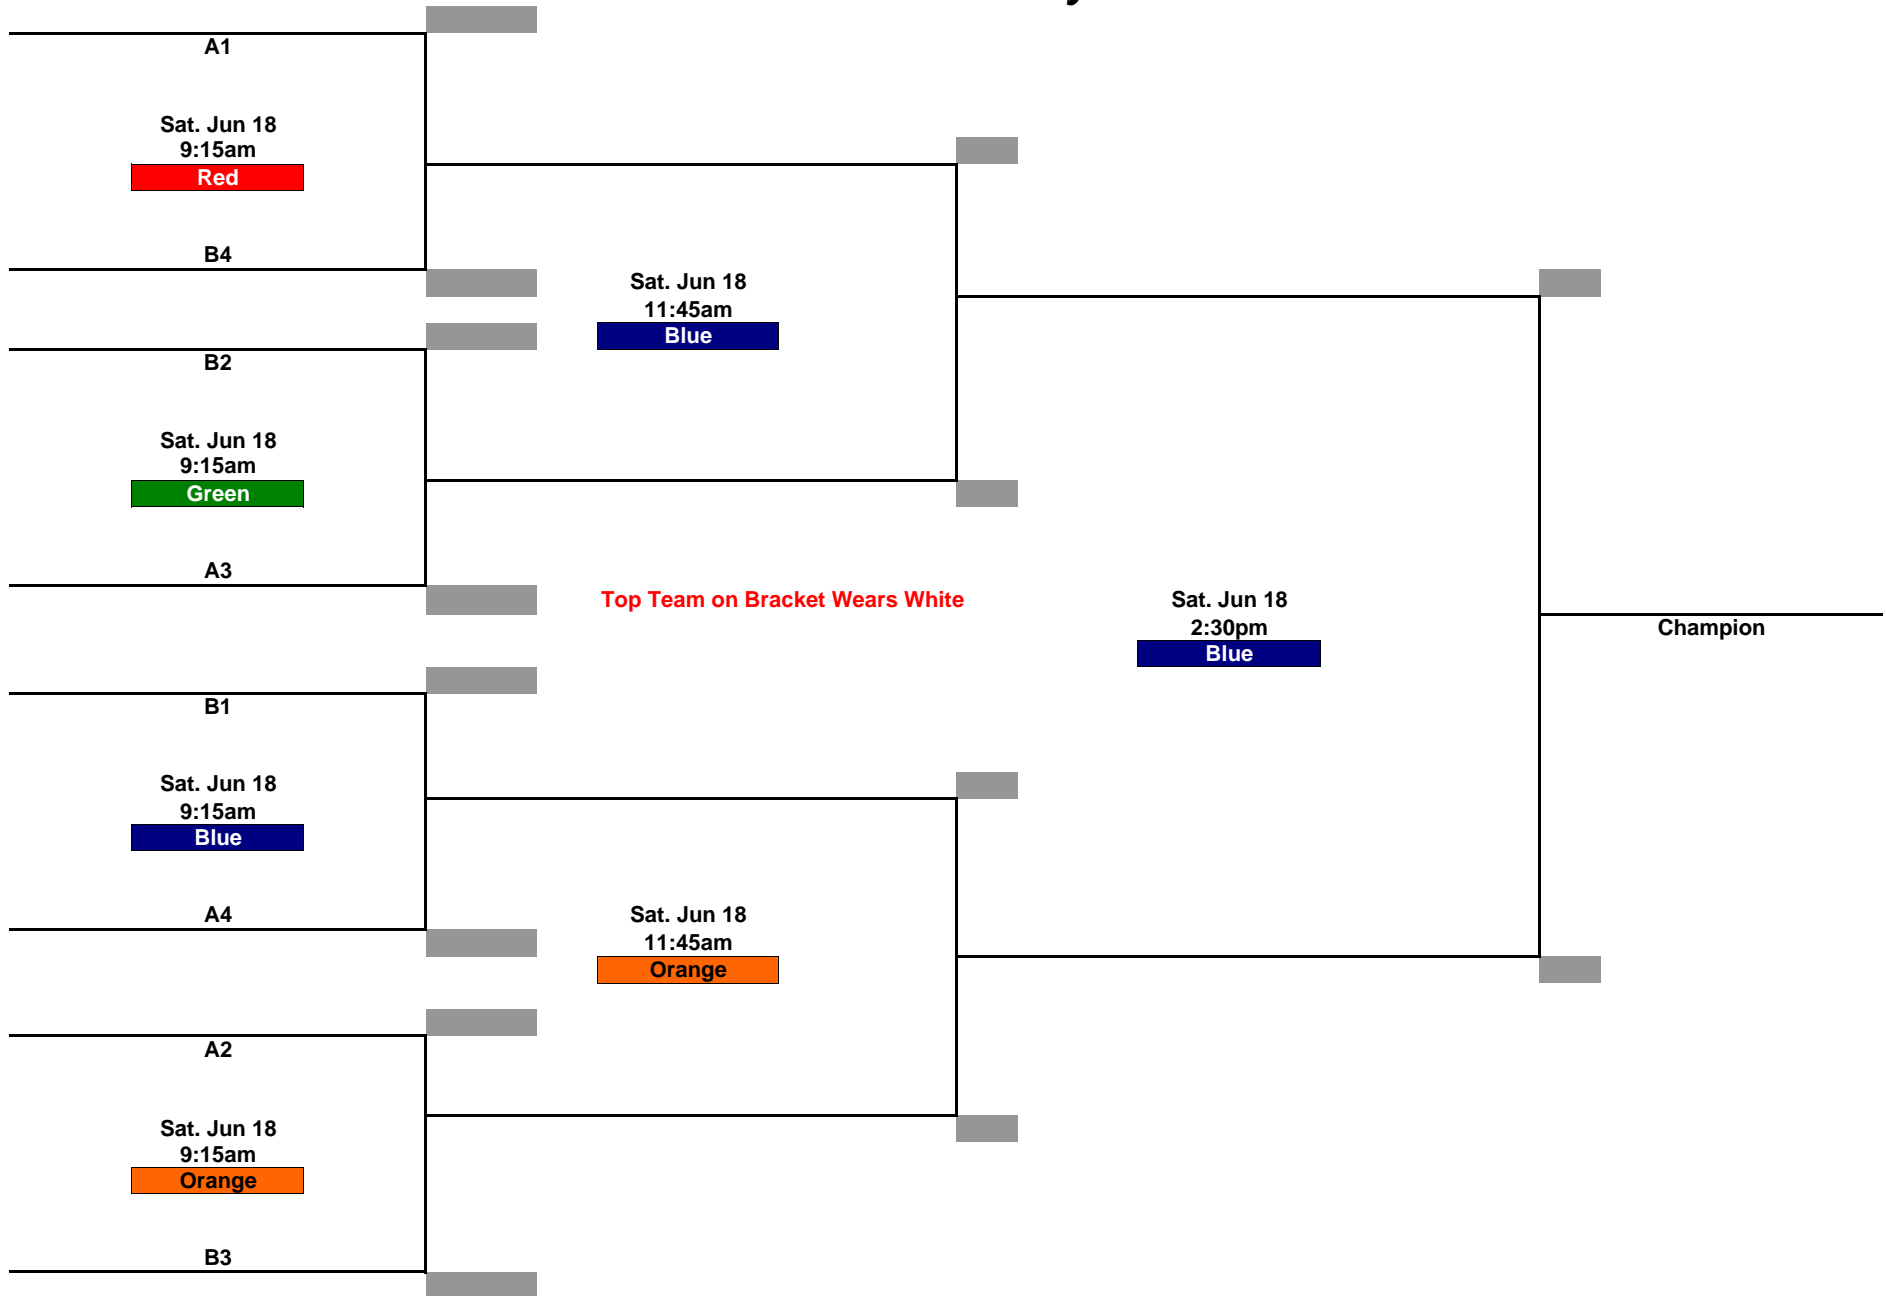 A1
Sat. Jun 18
9:15am
Red
B4
Sat. Jun 18
11:45am
Blue
B2
Sat. Jun 18
9:15am
Green
A3
Top Team on Bracket Wears White
Sat. Jun 18
2:30pm
Blue
Champion
B1
Sat. Jun 18
9:15am
Blue
A4
Sat. Jun 18
11:45am
Orange
A2
Sat. Jun 18
9:15am
Orange
B3